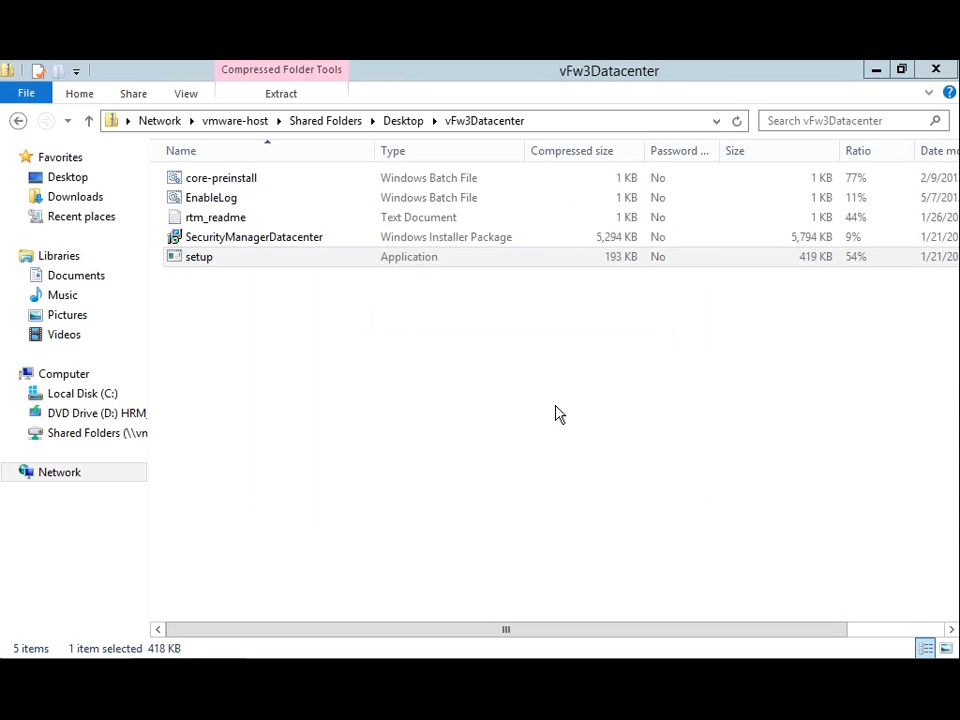 Compressed Folder Tools
vFw3Datacenter
File Home Share View Extract
Network vmware-host Shared Folders Desktop vFw3Datacenter
Search vFw3Datacenter
Name Type Compressed size Password ... Size Ratio Date mo
core-preinstall Windows Batch File 1 KB No 1 KB 77% 2/9/201
EnableLog Windows Batch File 1 KB No 1 KB 11% 5/7/201
rtm_readme Text Document 1 KB No 1 KB 44% 1/26/20
SecurityManagerDatacenter Windows Installer Package 5,294 KB No 5,794 KB 9% 1/21/20
setup Application 193 KB No 419 KB 54% 1/21/20
Favorites
Desktop
Downloads
Recent places
Libraries
Documents
Music
Pictures
Videos
Computer
Local Disk (C:)
DVD Drive (D:) HRM_
Shared Folders (\\vn
Network
5 items 1 item selected 418 KB